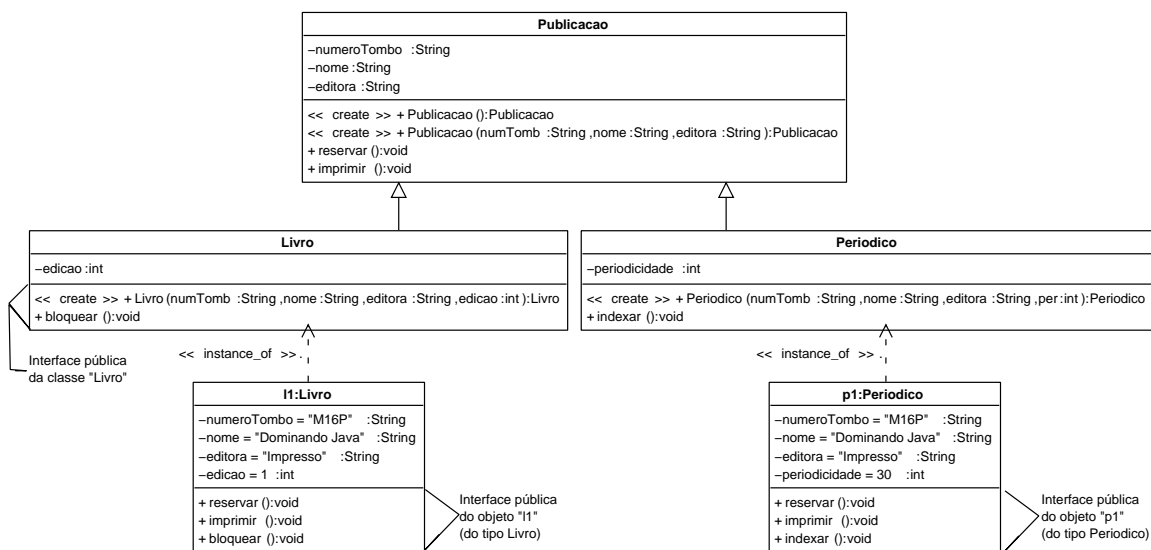 Publicacao
−numeroTombo :String
−nome :String
−editora :String
<< create >> + Publicacao ():Publicacao
<< create >> + Publicacao (numTomb :String ,nome :String ,editora :String ):Publicacao
+ reservar ():void
+ imprimir ():void
Livro
−edicao :int
<< create >> + Livro (numTomb :String ,nome :String ,editora :String ,edicao :int ):Livro
+ bloquear ():void
Periodico
−periodicidade :int
<< create >> + Periodico (numTomb :String ,nome :String ,editora :String ,per :int ):Periodico
+ indexar ():void
<< instance_of >> .
<< instance_of >> .
Interface pública
da classe "Livro"
l1:Livro
−numeroTombo = "M16P" :String
−nome = "Dominando Java" :String
−editora = "Impresso" :String
−edicao = 1 :int
+ reservar ():void
+ imprimir ():void
+ bloquear ():void
Interface pública
do objeto "l1"
(do tipo Livro)
p1:Periodico
−numeroTombo = "M16P" :String
−nome = "Dominando Java" :String
−editora = "Impresso" :String
−periodicidade = 30 :int
+ reservar ():void
+ imprimir ():void
+ indexar ():void
Interface pública
do objeto "p1"
(do tipo Periodico)